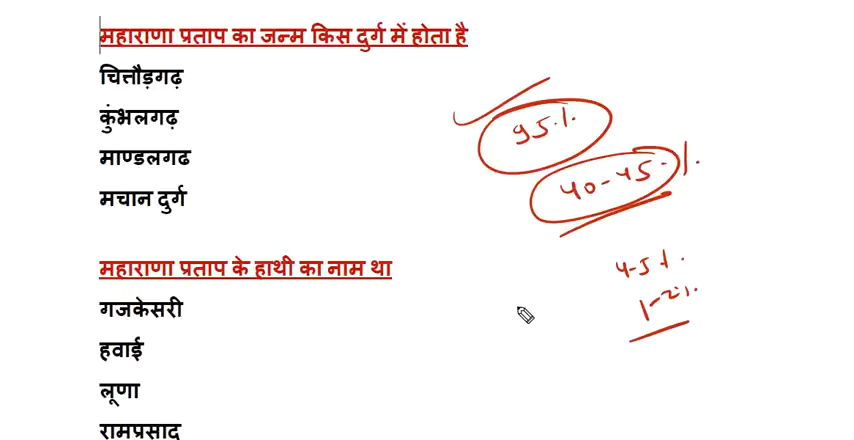 महाराणा प्रताप का जन्म किस दुर्ग में होता है
चित्तौड़गढ़
कुंभलगढ़
माण्डलगढ
मचान दुर्ग
95%
40-45%
4-5%
1-2%
महाराणा प्रताप के हाथी का नाम था
गजकेसरी
हवाई
लूणा
रामप्रसाद